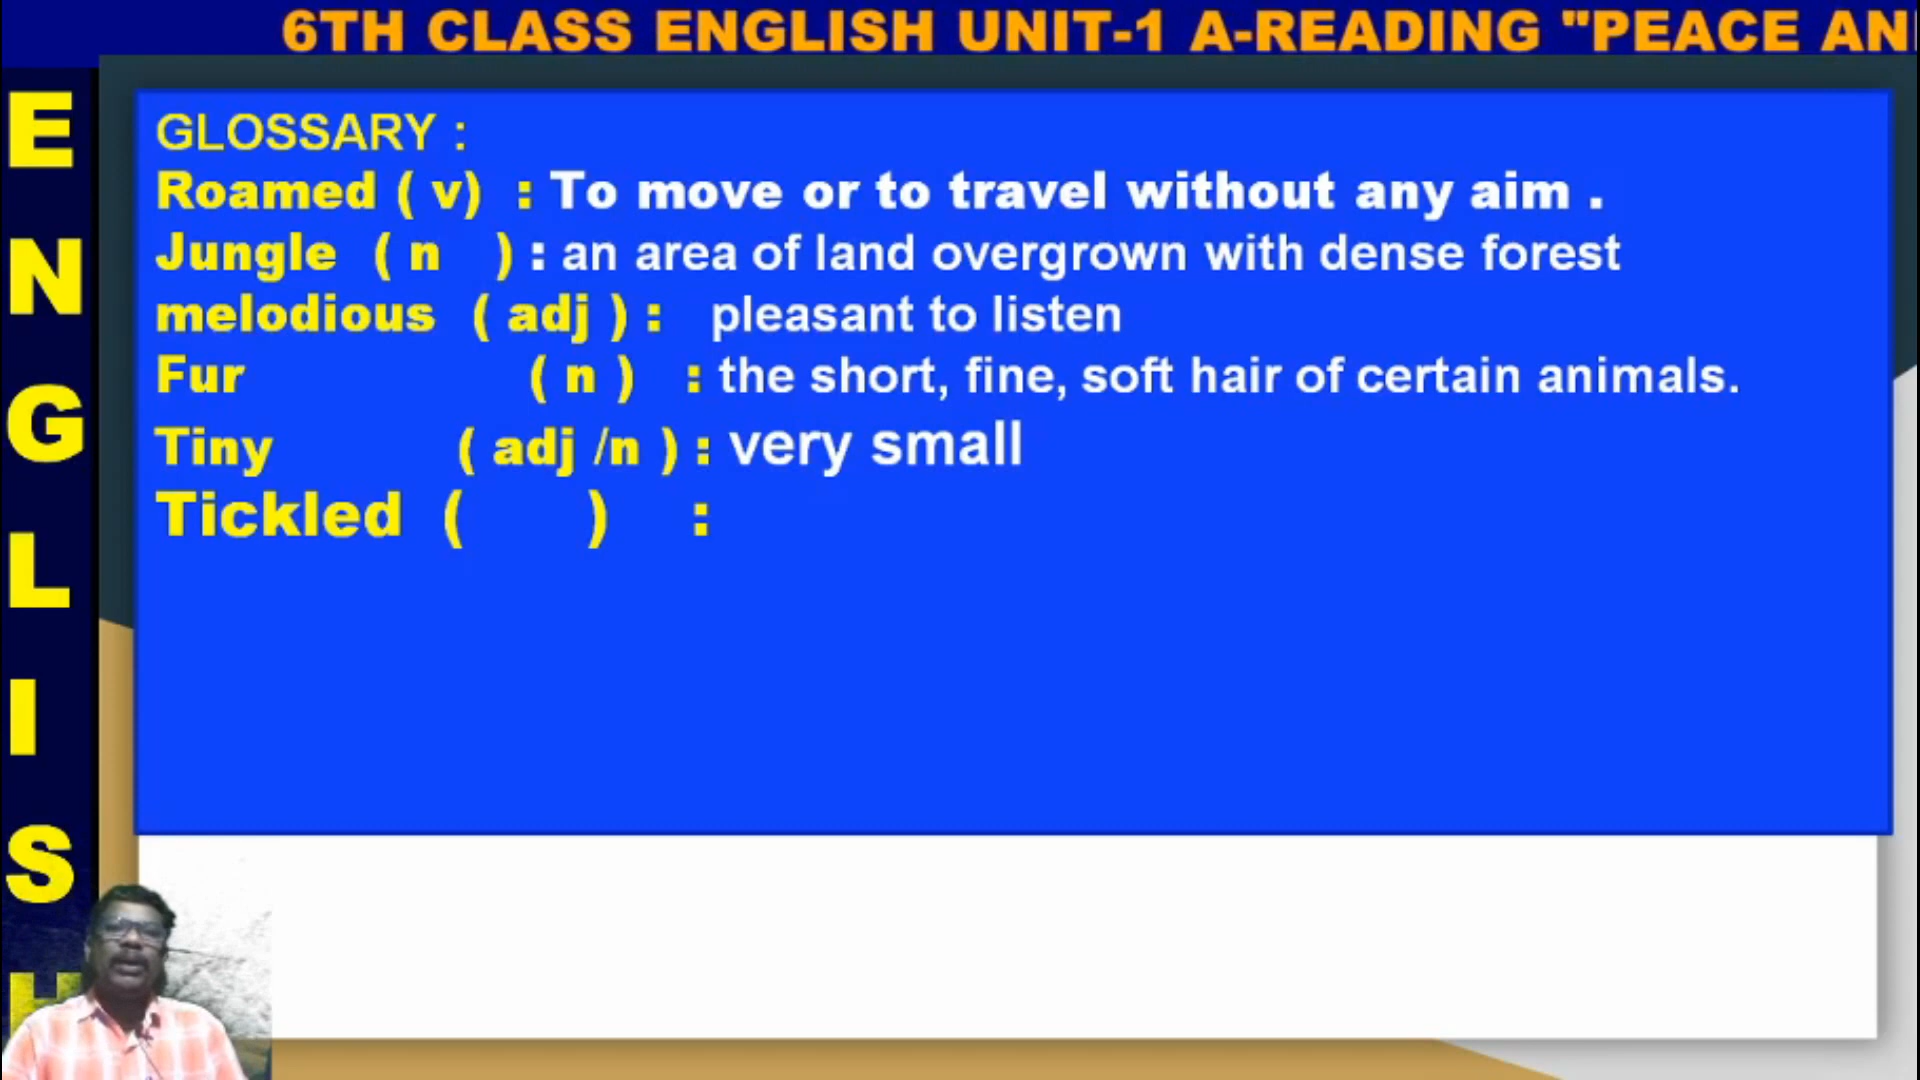 6TH CLASS ENGLISH UNIT-1 A-READING "PEACE AN
E
N
G
L
I
S
H
GLOSSARY :
Roamed ( v) : To move or to travel without any aim .
Jungle ( n ) : an area of land overgrown with dense forest
melodious ( adj ) : pleasant to listen
Fur ( n ) : the short, fine, soft hair of certain animals.
Tiny ( adj /n ) : very small
Tickled ( ) :